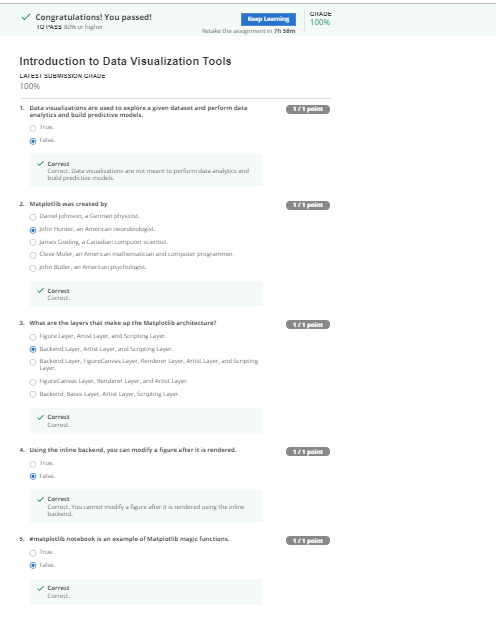 Congratulations! You passed!
TO PASS 80% or higher
Keep Learning
Retake the assignment in 7h 58m
GRADE
100%
Introduction to Data Visualization Tools
LATEST SUBMISSION GRADE
100%
1. Data visualizations are used to explore a given dataset and perform data
analytics and build predictive models.
1 / 1 point
True.
False.
Correct
Correct. Data visualizations are not meant to perform data analytics and
build predictive models.
2. Matplotlib was created by
1 / 1 point
Daniel Johnson, a German physicist.
John Hunter, an American neurobiologist.
James Gosling, a Canadian computer scientist.
Cleve Moler, an American mathematician and computer programmer.
John Butler, an American psychologist.
Correct
Correct.
3. What are the layers that make up the Matplotlib architecture?
1 / 1 point
Figure Layer, Artist Layer, and Scripting Layer.
Backend Layer, Artist Layer, and Scripting Layer.
Backend Layer, FigureCanvas Layer, Renderer Layer, Artist Layer, and Scripting
Layer.
FigureCanvas Layer, Renderer Layer, and Artist Layer.
Backend_Bases Layer, Artist Layer, Scripting Layer.
Correct
Correct.
4. Using the inline backend, you can modify a figure after it is rendered.
1 / 1 point
True.
False.
Correct
Correct. You cannot modify a figure after it is rendered using the inline
backend.
5. #matplotlib notebook is an example of Matplotlib magic functions.
1 / 1 point
True.
False.
Correct
Correct.